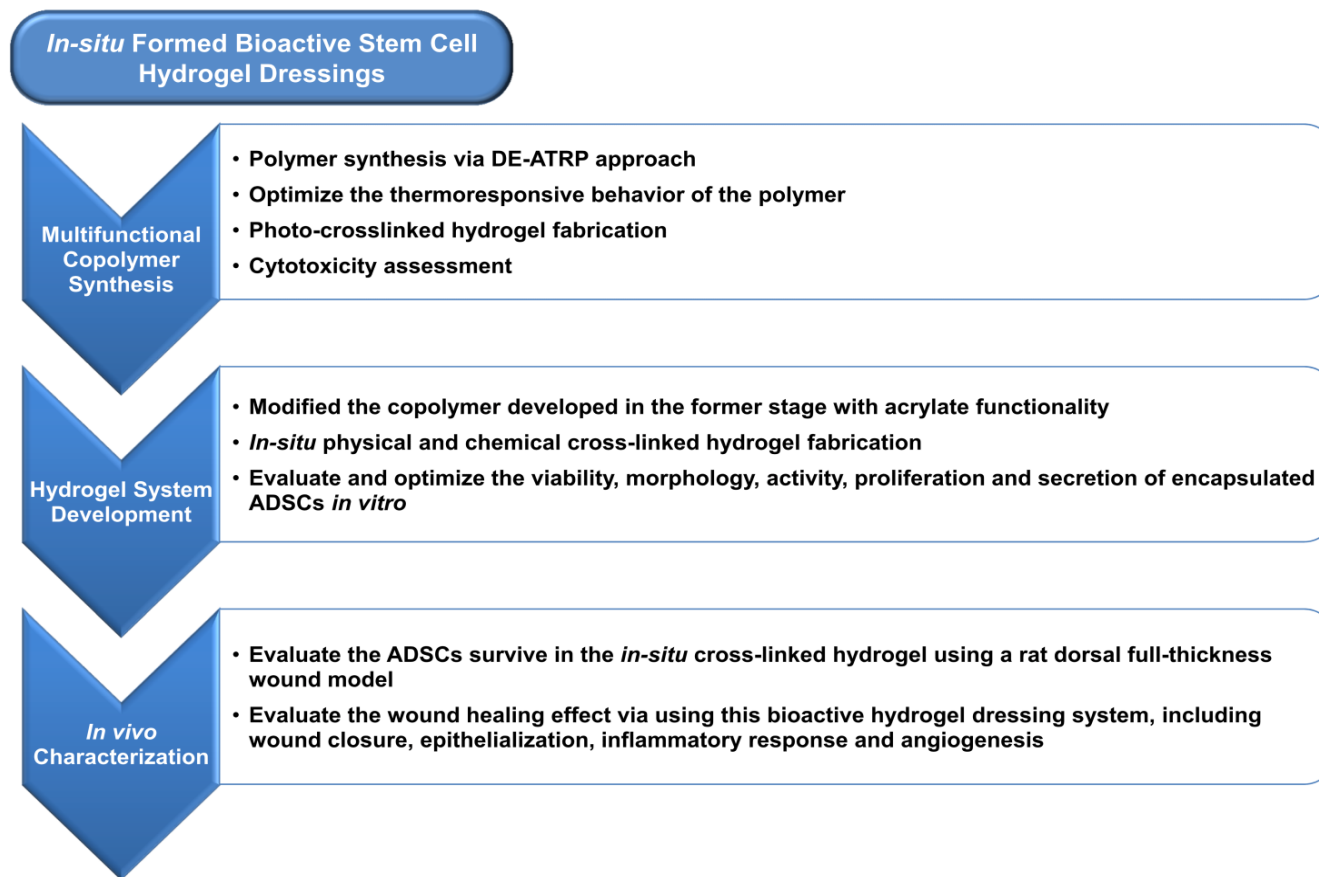 In-situ Formed Bioactive Stem Cell
Hydrogel Dressings
Multifunctional
Copolymer
Synthesis
• Polymer synthesis via DE-ATRP approach
• Optimize the thermoresponsive behavior of the polymer
• Photo-crosslinked hydrogel fabrication
• Cytotoxicity assessment
Hydrogel System
Development
• Modified the copolymer developed in the former stage with acrylate functionality
• In-situ physical and chemical cross-linked hydrogel fabrication
• Evaluate and optimize the viability, morphology, activity, proliferation and secretion of encapsulated
ADSCs in vitro
In vivo
Characterization
• Evaluate the ADSCs survive in the in-situ cross-linked hydrogel using a rat dorsal full-thickness
wound model
• Evaluate the wound healing effect via using this bioactive hydrogel dressing system, including
wound closure, epithelialization, inflammatory response and angiogenesis